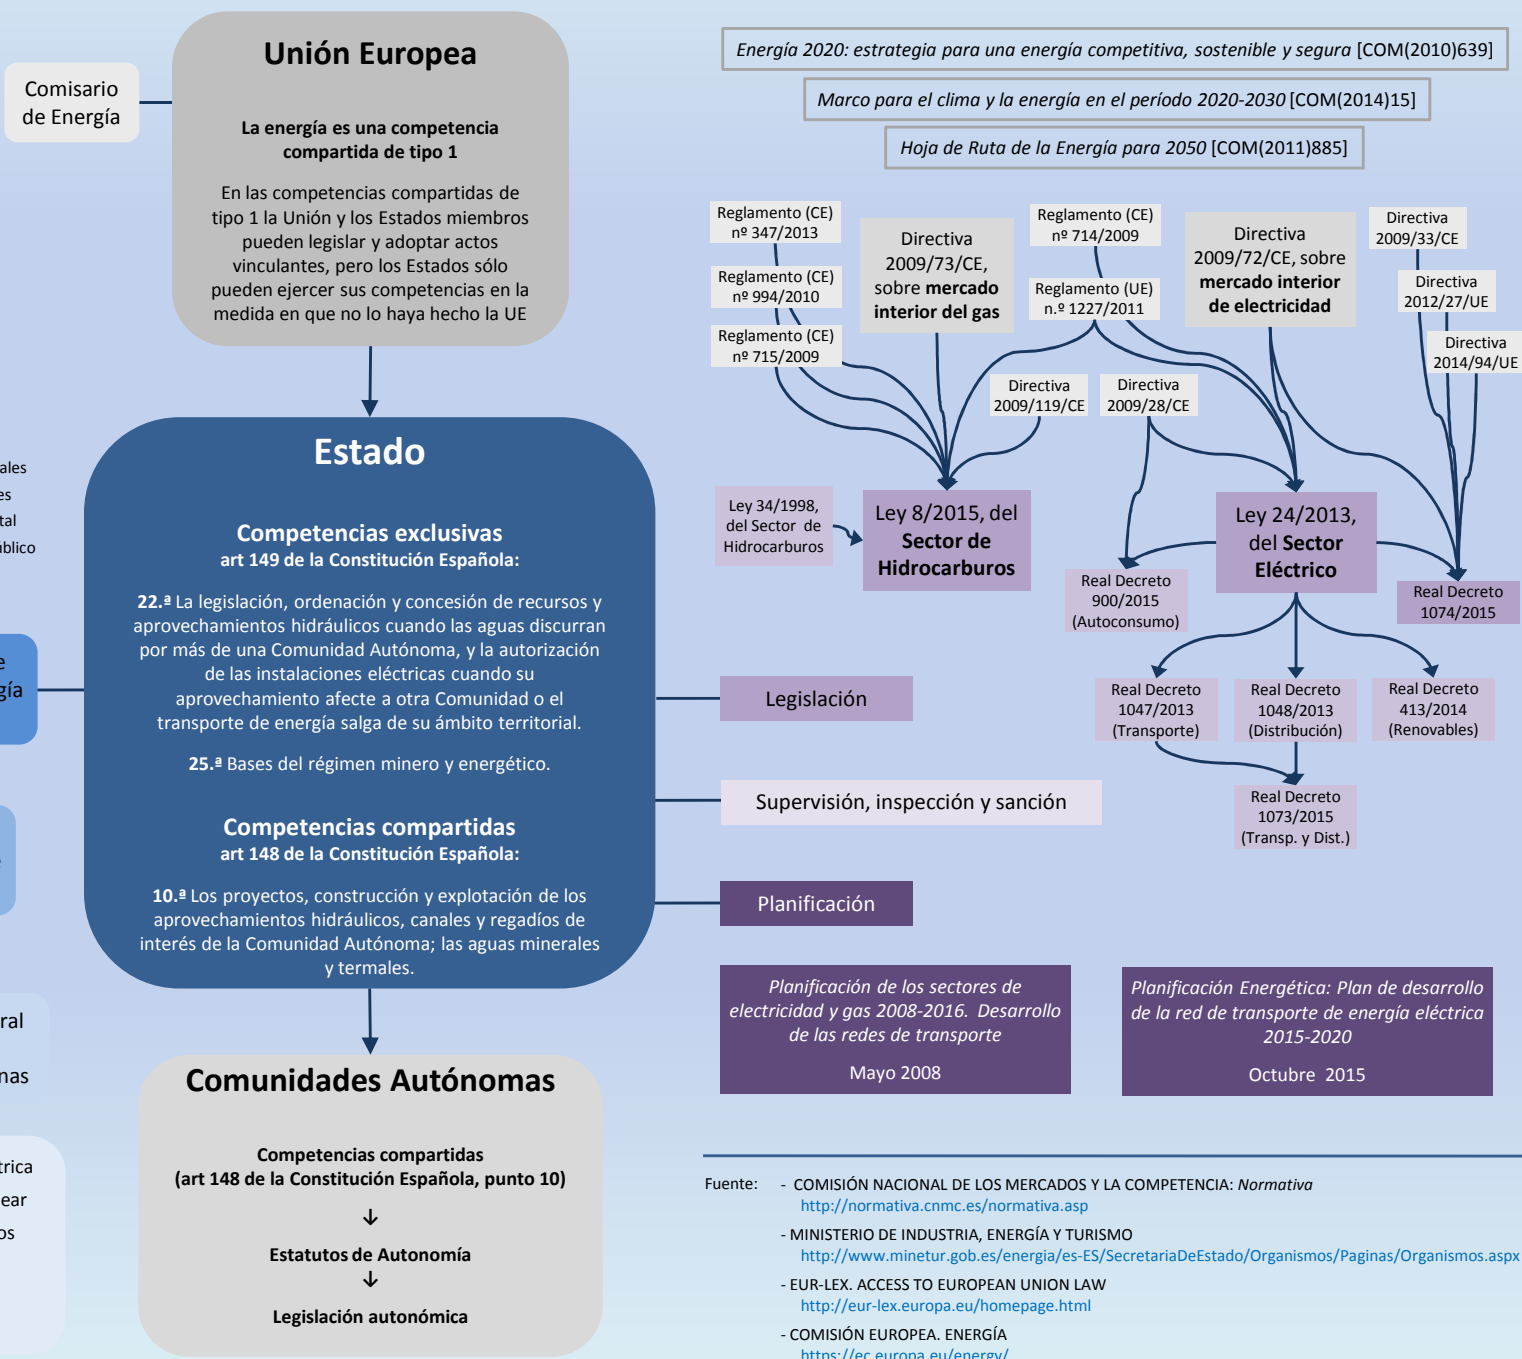 Unión Europea
Comisario
de Energía
La energía es una competencia
compartida de tipo 1
En las competencias compartidas de
tipo 1 la Unión y los Estados miembros
pueden legislar y adoptar actos
vinculantes, pero los Estados sólo
pueden ejercer sus competencias en la
medida en que no lo haya hecho la UE
Estado
Competencias exclusivas
art 149 de la Constitución Española:
22.ª La legislación, ordenación y concesión de recursos y
aprovechamientos hidráulicos cuando las aguas discurran
por más de una Comunidad Autónoma, y la autorización
de las instalaciones eléctricas cuando su
aprovechamiento afecte a otra Comunidad o el
transporte de energía salga de su ámbito territorial.
25.ª Bases del régimen minero y energético.
Competencias compartidas
art 148 de la Constitución Española:
10.ª Los proyectos, construcción y explotación de los
aprovechamientos hidráulicos, canales y regadíos de
interés de la Comunidad Autónoma; las aguas minerales
y termales.
Comunidades Autónomas
Competencias compartidas
(art 148 de la Constitución Española, punto 10)
↓
Estatutos de Autonomía
↓
Legislación autonómica
Energía 2020: estrategia para una energía competitiva, sostenible y segura [COM(2010)639]
Marco para el clima y la energía en el período 2020-2030 [COM(2014)15]
Hoja de Ruta de la Energía para 2050 [COM(2011)885]
Reglamento (CE)
nº 347/2013
Reglamento (CE)
nº 994/2010
Reglamento (CE)
nº 715/2009
Directiva
2009/73/CE,
sobre mercado
interior del gas
Reglamento (CE)
nº 714/2009
Reglamento (UE)
n.º 1227/2011
Directiva
2009/72/CE, sobre
mercado interior
de electricidad
Directiva
2009/33/CE
Directiva
2012/27/UE
Directiva
2014/94/UE
Directiva
2009/119/CE
Directiva
2009/28/CE
Ley 34/1998,
del Sector de
Hidrocarburos
Ley 8/2015, del
Sector de
Hidrocarburos
Ley 24/2013,
del Sector
Eléctrico
Real Decreto
900/2015
(Autoconsumo)
Real Decreto
1074/2015
Real Decreto
1047/2013
(Transporte)
Real Decreto
1048/2013
(Distribución)
Real Decreto
413/2014
(Renovables)
Real Decreto
1073/2015
(Transp. y Dist.)
Legislación
Supervisión, inspección y sanción
Planificación
Planificación de los sectores de
electricidad y gas 2008-2016. Desarrollo
de las redes de transporte
Mayo 2008
Planificación Energética: Plan de desarrollo
de la red de transporte de energía eléctrica
2015-2020
Octubre 2015
Fuente: - COMISIÓN NACIONAL DE LOS MERCADOS Y LA COMPETENCIA: Normativa
http://normativa.cnmc.es/normativa.asp
- MINISTERIO DE INDUSTRIA, ENERGÍA Y TURISMO
http://www.minetur.gob.es/energia/es-ES/SecretariaDeEstado/Organismos/Paginas/Organismos.aspx
- EUR-LEX. ACCESS TO EUROPEAN UNION LAW
http://eur-lex.europa.eu/homepage.html
- COMISIÓN EUROPEA. ENERGÍA
https://ec.europa.eu/energy/